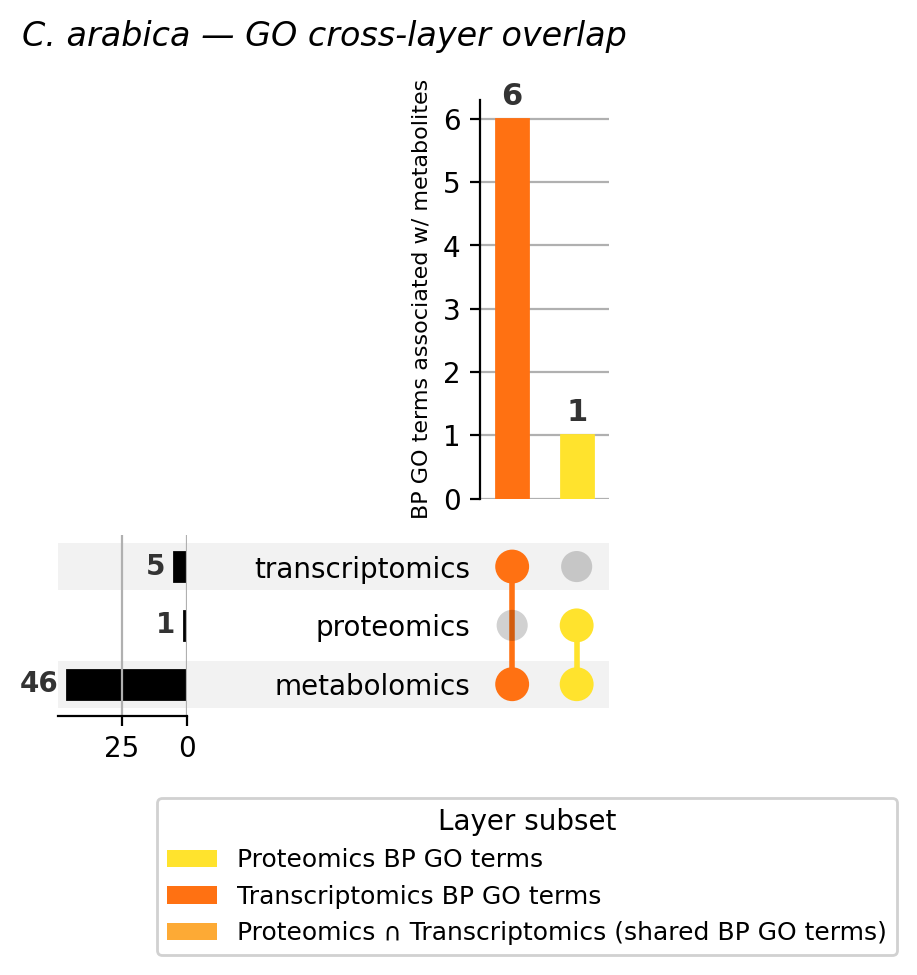 C. arabica — GO cross-layer overlap
BP GO terms associated w/ metabolites
6
6
5
4
3
2
1
1
0
5
transcriptomics
1
proteomics
46
metabolomics
25
0
Layer subset
Proteomics BP GO terms
Transcriptomics BP GO terms
Proteomics ∩ Transcriptomics (shared BP GO terms)